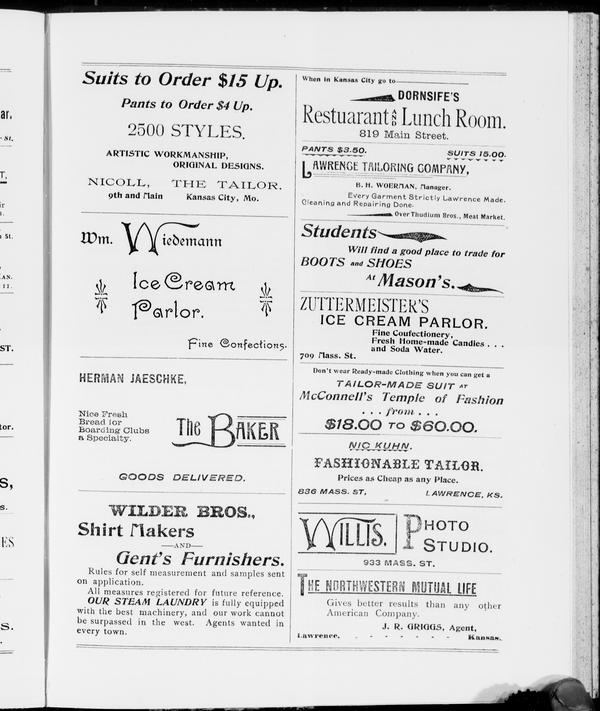 ar,
St.
T,
r
St.
AN.
11.
ST.
tor.
S,
s.
ES
S.
Suits to Order $15 Up.
Pants to Order $4 Up.
2500 STYLES.
ARTISTIC WORKMANSHIP,
ORIGINAL DESIGNS.
NICOLL, THE TAILOR.
9th and Main Kansas City, Mo.
Wm. Wiedemann
Ice Cream
Parlor.
Fine Confections.
HERMAN JAESCHKE,
Nice Fresh
Bread for
Boarding Clubs
a Specialty.
The BAKER
GOODS DELIVERED.
WILDER BROS.,
Shirt Makers
—AND—
Gent's Furnishers.
Rules for self measurement and samples sent
on application.
All measures registered for future reference.
OUR STEAM LAUNDRY is fully equipped
with the best machinery, and our work cannot
be surpassed in the west. Agents wanted in
every town.
When in Kansas City go to
DORNSIFE'S
Restuarant AND Lunch Room.
819 Main Street.
PANTS $3.50. SUITS 15.00.
LAWRENCE TAILORING COMPANY,
B. H. WOERMAN, Manager.
Every Garment Strictly Lawrence Made.
Cleaning and Repairing Done.
Over Thudium Bros., Meat Market.
Students
Will find a good place to trade for
BOOTS and SHOES
At Mason's.
ZUTTERMEISTER'S
ICE CREAM PARLOR.
Fine Coufectionery,
Fresh Home-made Candies . . .
and Soda Water.
709 Mass. St.
Don't wear Ready-made Clothing when you can get a
TAILOR-MADE SUIT AT
McConnell's Temple of Fashion
. . . from . . .
$18.00 TO $60.00.
NIC KUHN.
FASHIONABLE TAILOR.
Prices as Cheap as any Place.
836 MASS. ST, LAWRENCE, KS.
WILLIS. PHOTO
STUDIO.
933 MASS. ST.
THE NORTHWESTERN MUTUAL LIFE
Gives better results than any other
American Company.
J. R. GRIGGS, Agent,
Lawrence, - - - - - - - Kansas.